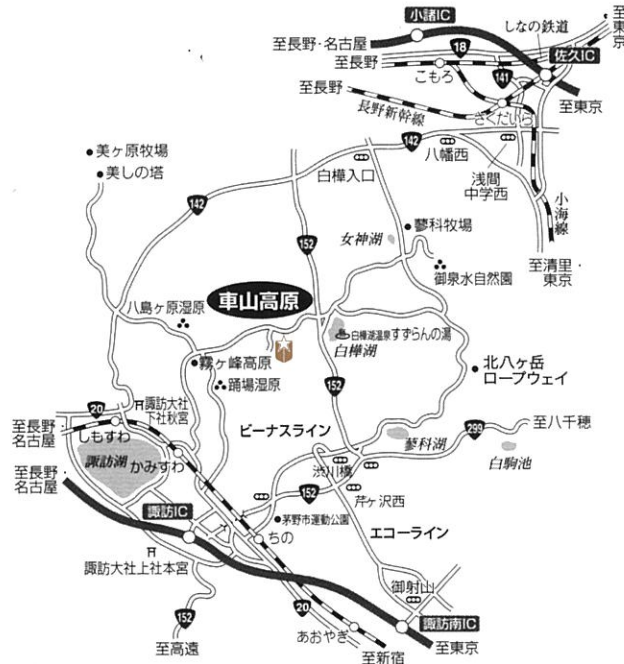 小諸IC
しなの鉄道
至東京
至長野・名古屋
18
佐久IC
至長野
こもろ
141
至長野
長野新幹線
さくだいら
至東京
142
八幡西
浅間
中学西
小海線
美ヶ原牧場
美しの塔
白樺入口
142
152
女神湖
蓼科牧場
御泉水自然園
至清里・
東京
車山高原
八島ヶ原湿原
白樺湖温泉すずらんの湯
白樺湖
霧ヶ峰高原
踊場湿原
北八ヶ岳
ロープウェイ
152
20
諏訪大社
下社秋宮
ビーナスライン
299
至八千穂
至長野・
名古屋
しもすわ
蓼科湖
白駒池
諏訪湖
かみすわ
渋川橋
至長野・
名古屋
152
芹ヶ沢西
諏訪IC
茅野市運動公園
エコーライン
ちの
諏訪大社上社本宮
御射山
152
20
諏訪南IC
至高遠
あおやぎ
至東京
至新宿